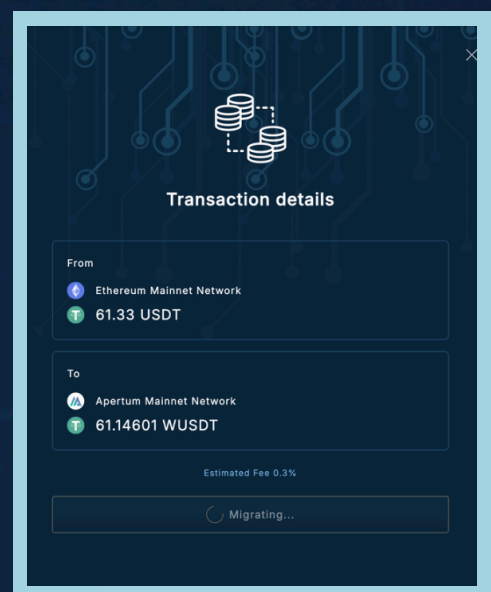 Transaction details
From
Ethereum Mainnet Network
61.33 USDT
To
Apertum Mainnet Network
61.14601 WUSDT
Estimated Fee 0.3%
Migrating...